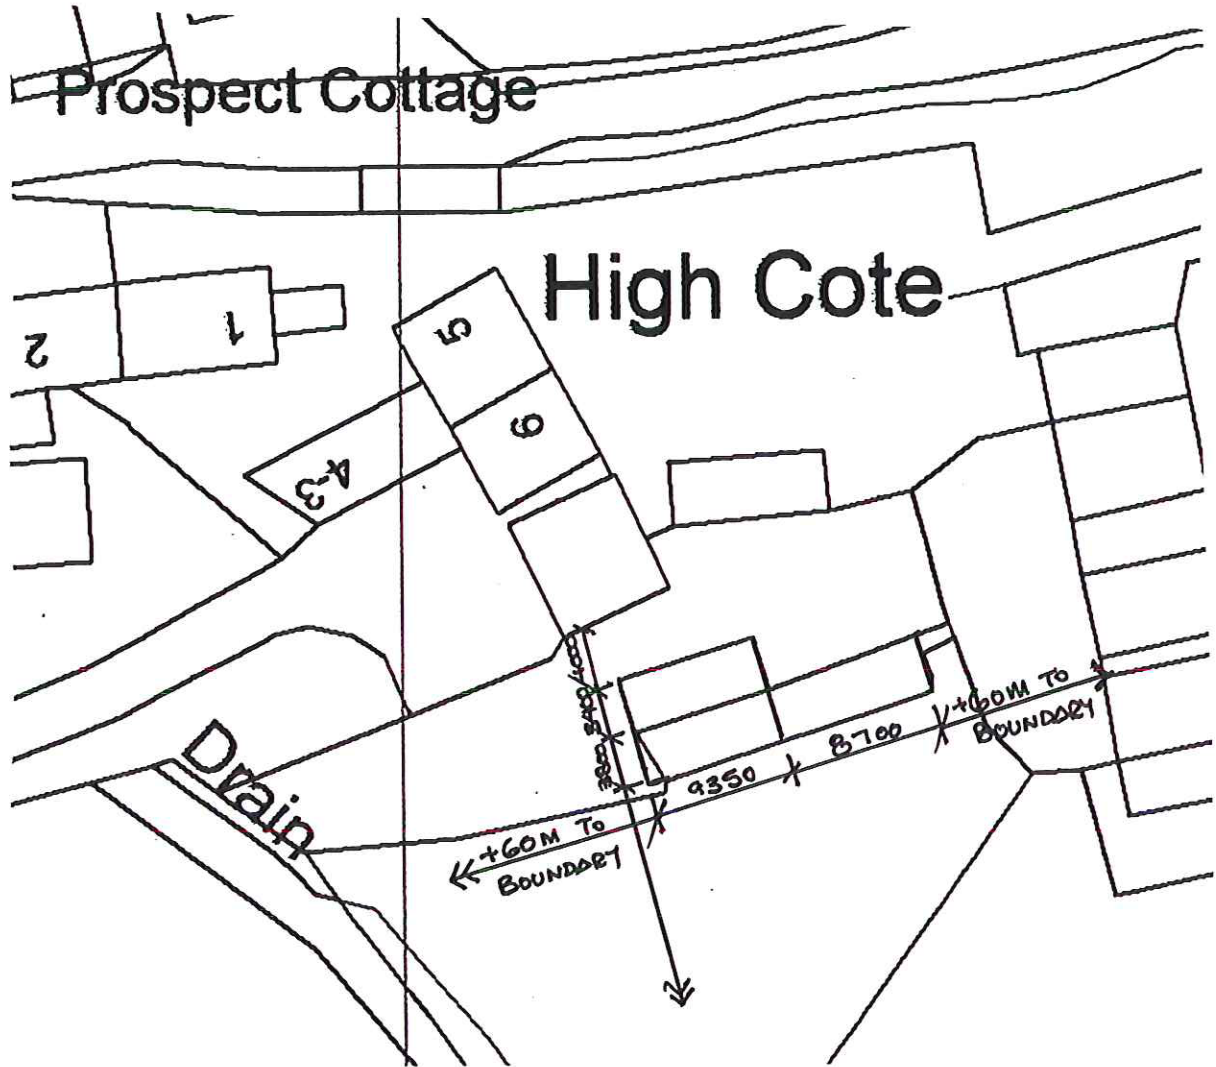 Prospect Cottage
High Cote
1
2
5
6
4-3
Drain
+60M TO
BOUNDARY
9350
8700
+60M TO
BOUNDARY